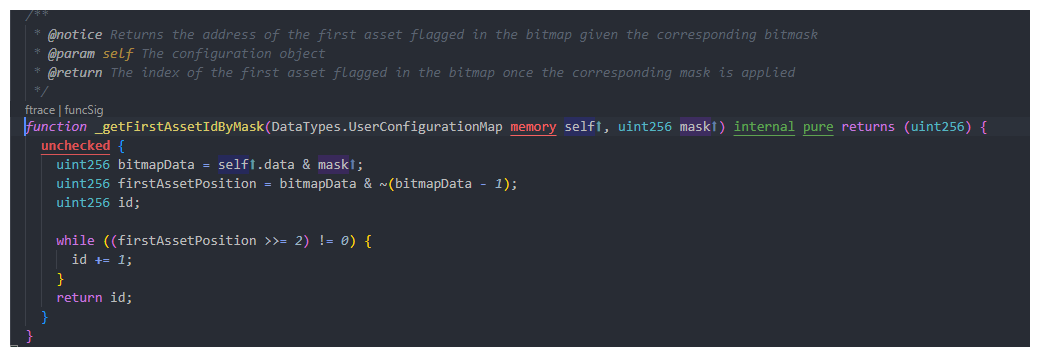 /**
* @notice Returns the address of the first asset flagged in the bitmap given the corresponding bitmask
* @param self The configuration object
* @return The index of the first asset flagged in the bitmap once the corresponding mask is applied
*/
ftrace | funcSig
function _getFirstAssetIdByMask(DataTypes.UserConfigurationMap memory self↑, uint256 mask↑) internal pure returns (uint256) {
unchecked {
uint256 bitmapData = self↑.data & mask↑;
uint256 firstAssetPosition = bitmapData & ~(bitmapData - 1);
uint256 id;
while ((firstAssetPosition >>= 2) != 0) {
id += 1;
}
return id;
}
}